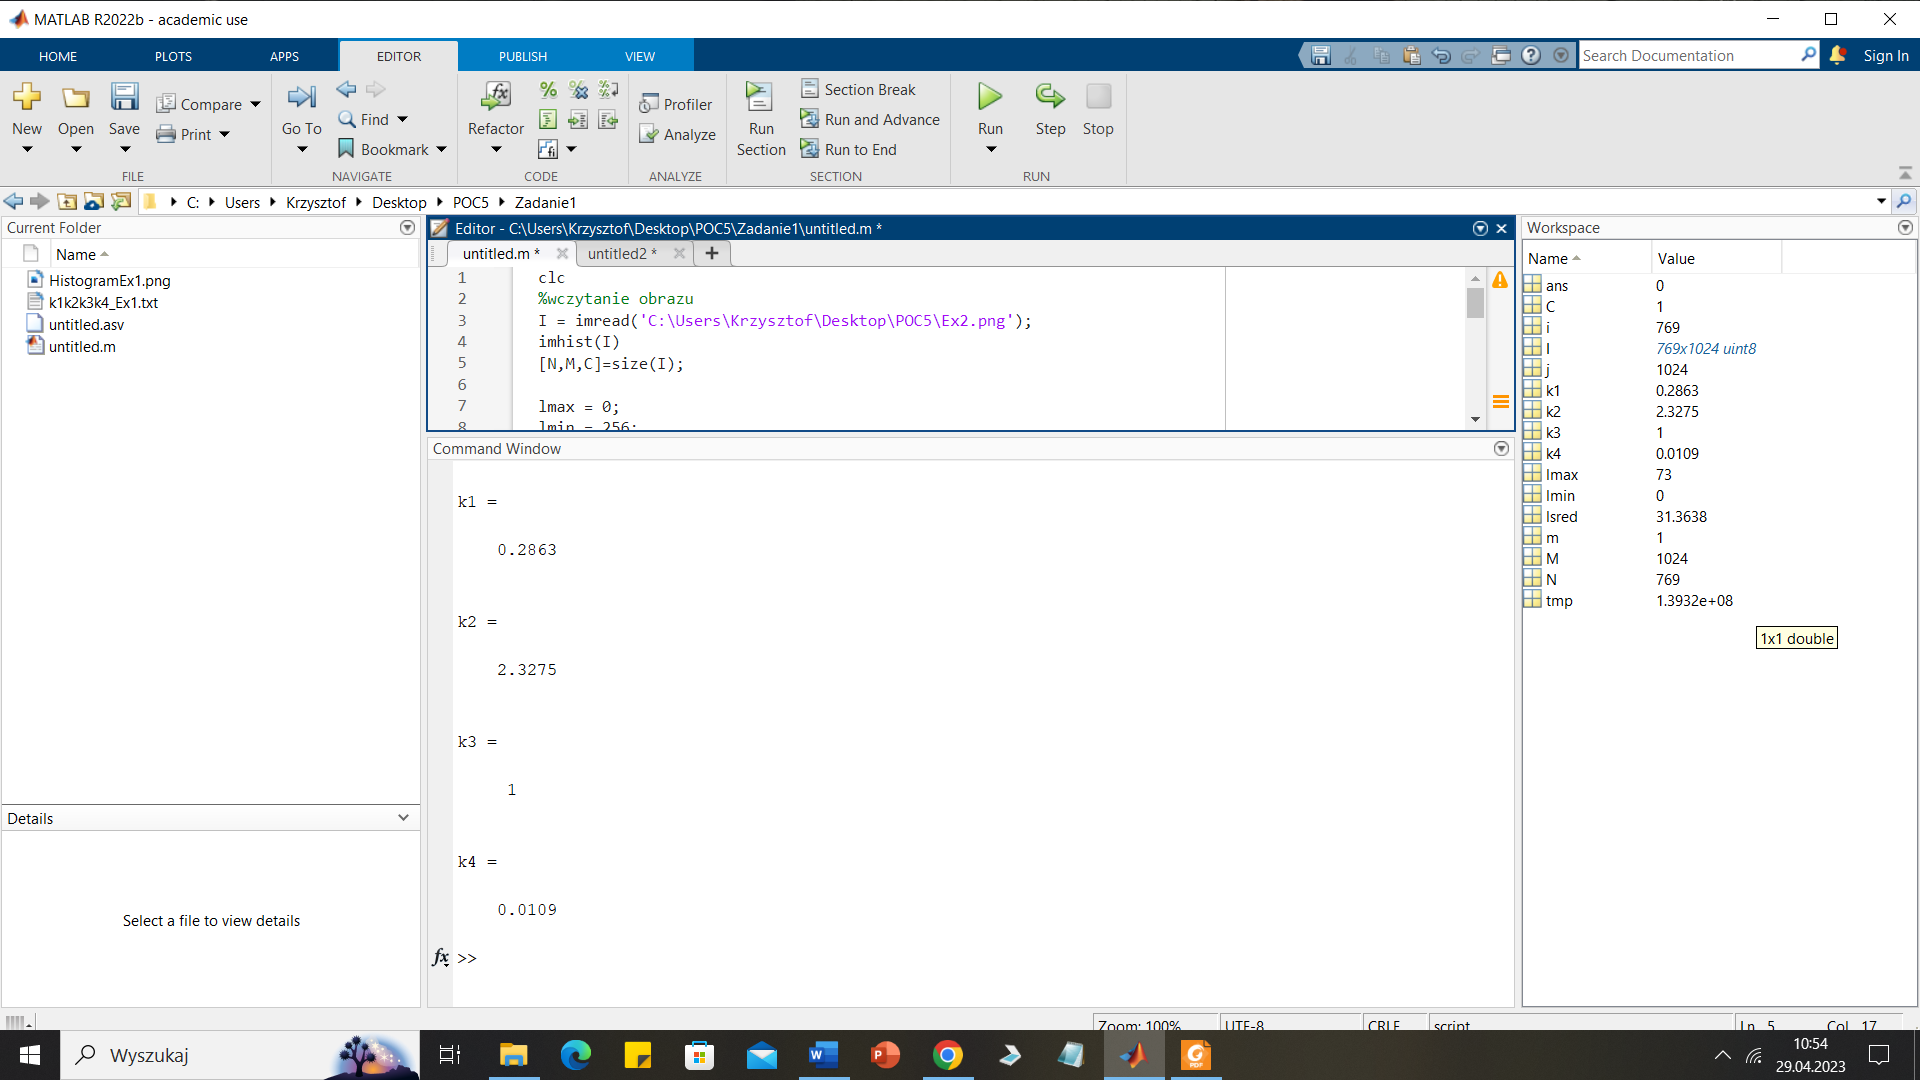 MATLAB R2022b - academic use
HOME PLOTS APPS EDITOR PUBLISH VIEW
Search Documentation
Sign In
New
Open
Save
Compare
Print
FILE
Go To
Find
Bookmark
NAVIGATE
Refactor
CODE
Profiler
Analyze
ANALYZE
Run Section
Section Break
Run and Advance
Run to End
SECTION
Run
Step
Stop
RUN
C: Users Krzysztof Desktop POC5 Zadanie1
Current Folder
Name
HistogramEx1.png
k1k2k3k4_Ex1.txt
untitled.asv
untitled.m
Details
Select a file to view details
Editor - C:\Users\Krzysztof\Desktop\POC5\Zadanie1\untitled.m *
untitled.m * untitled2 *
1 clc
2 %wczytanie obrazu
3 I = imread('C:\Users\Krzysztof\Desktop\POC5\Ex2.png');
4 imhist(I)
5 [N,M,C]=size(I);
6
7 lmax = 0;
8 lmin = 256;
Command Window
k1 =
0.2863
k2 =
2.3275
k3 =
1
k4 =
0.0109
fx >>
Workspace
Name Value
ans 0
C 1
i 769
I 769x1024 uint8
j 1024
k1 0.2863
k2 2.3275
k3 1
k4 0.0109
lmax 73
lmin 0
lsred 31.3638
m 1
M 1024
N 769
tmp 1.3932e+08
1x1 double
Zoom: 100% UTF-8 CRLF script Ln 5 Col 17
Wyszukaj
10:54
29.04.2023